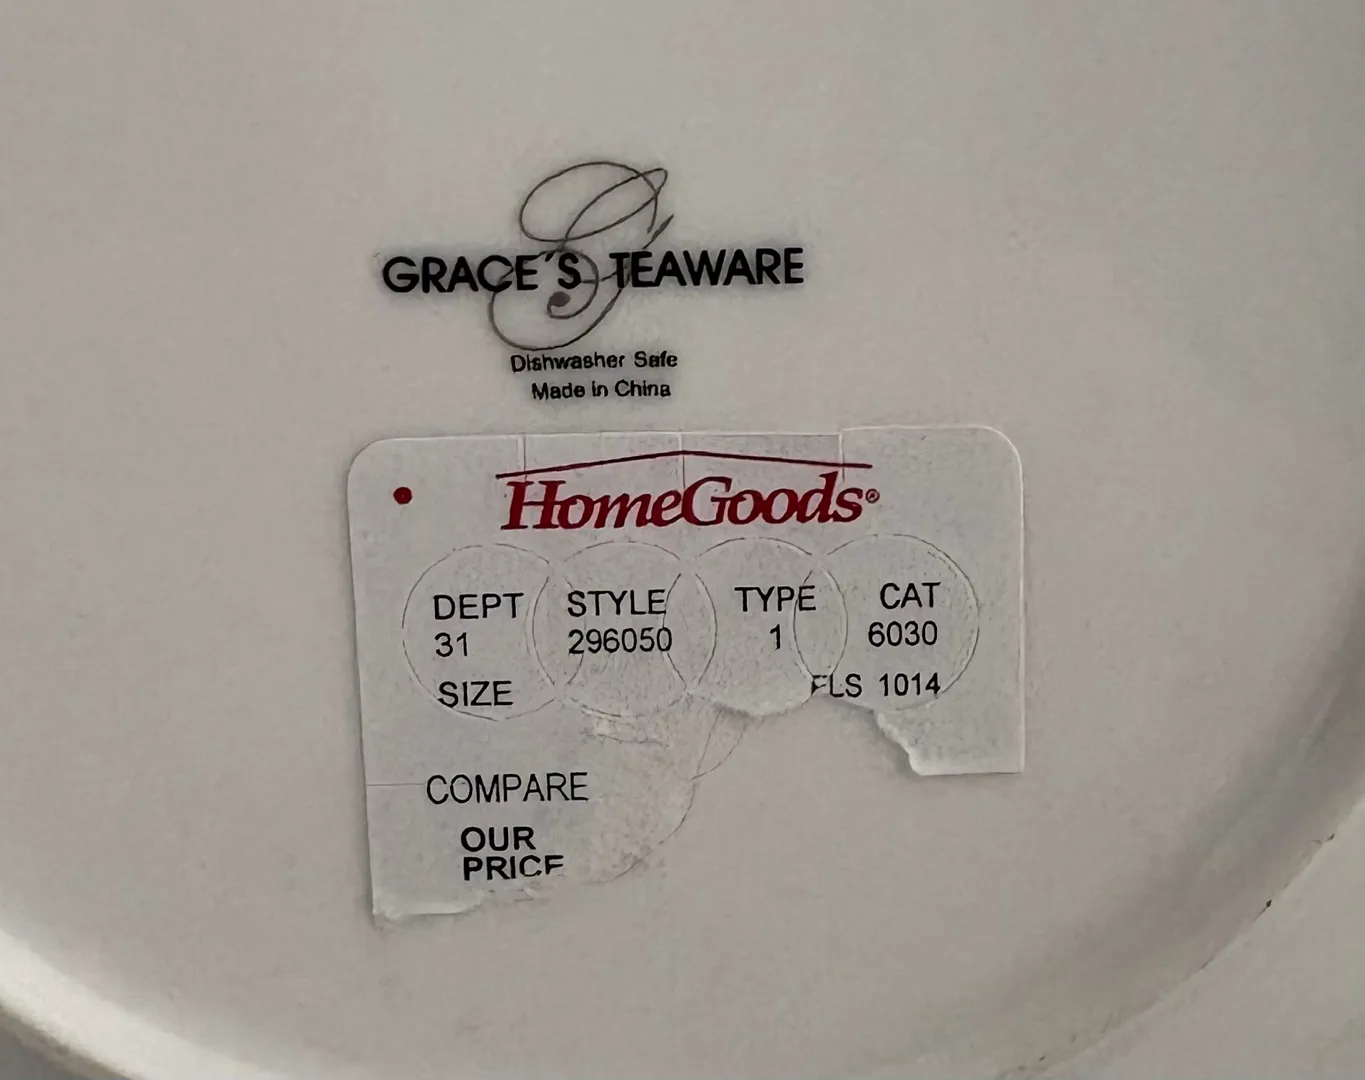 GRACE'S TEAWARE
Dishwasher Safe
Made in China
HomeGoods®
DEPT STYLE TYPE CAT
31 296050 1 6030
SIZE FLS 1014
COMPARE
OUR
PRICE